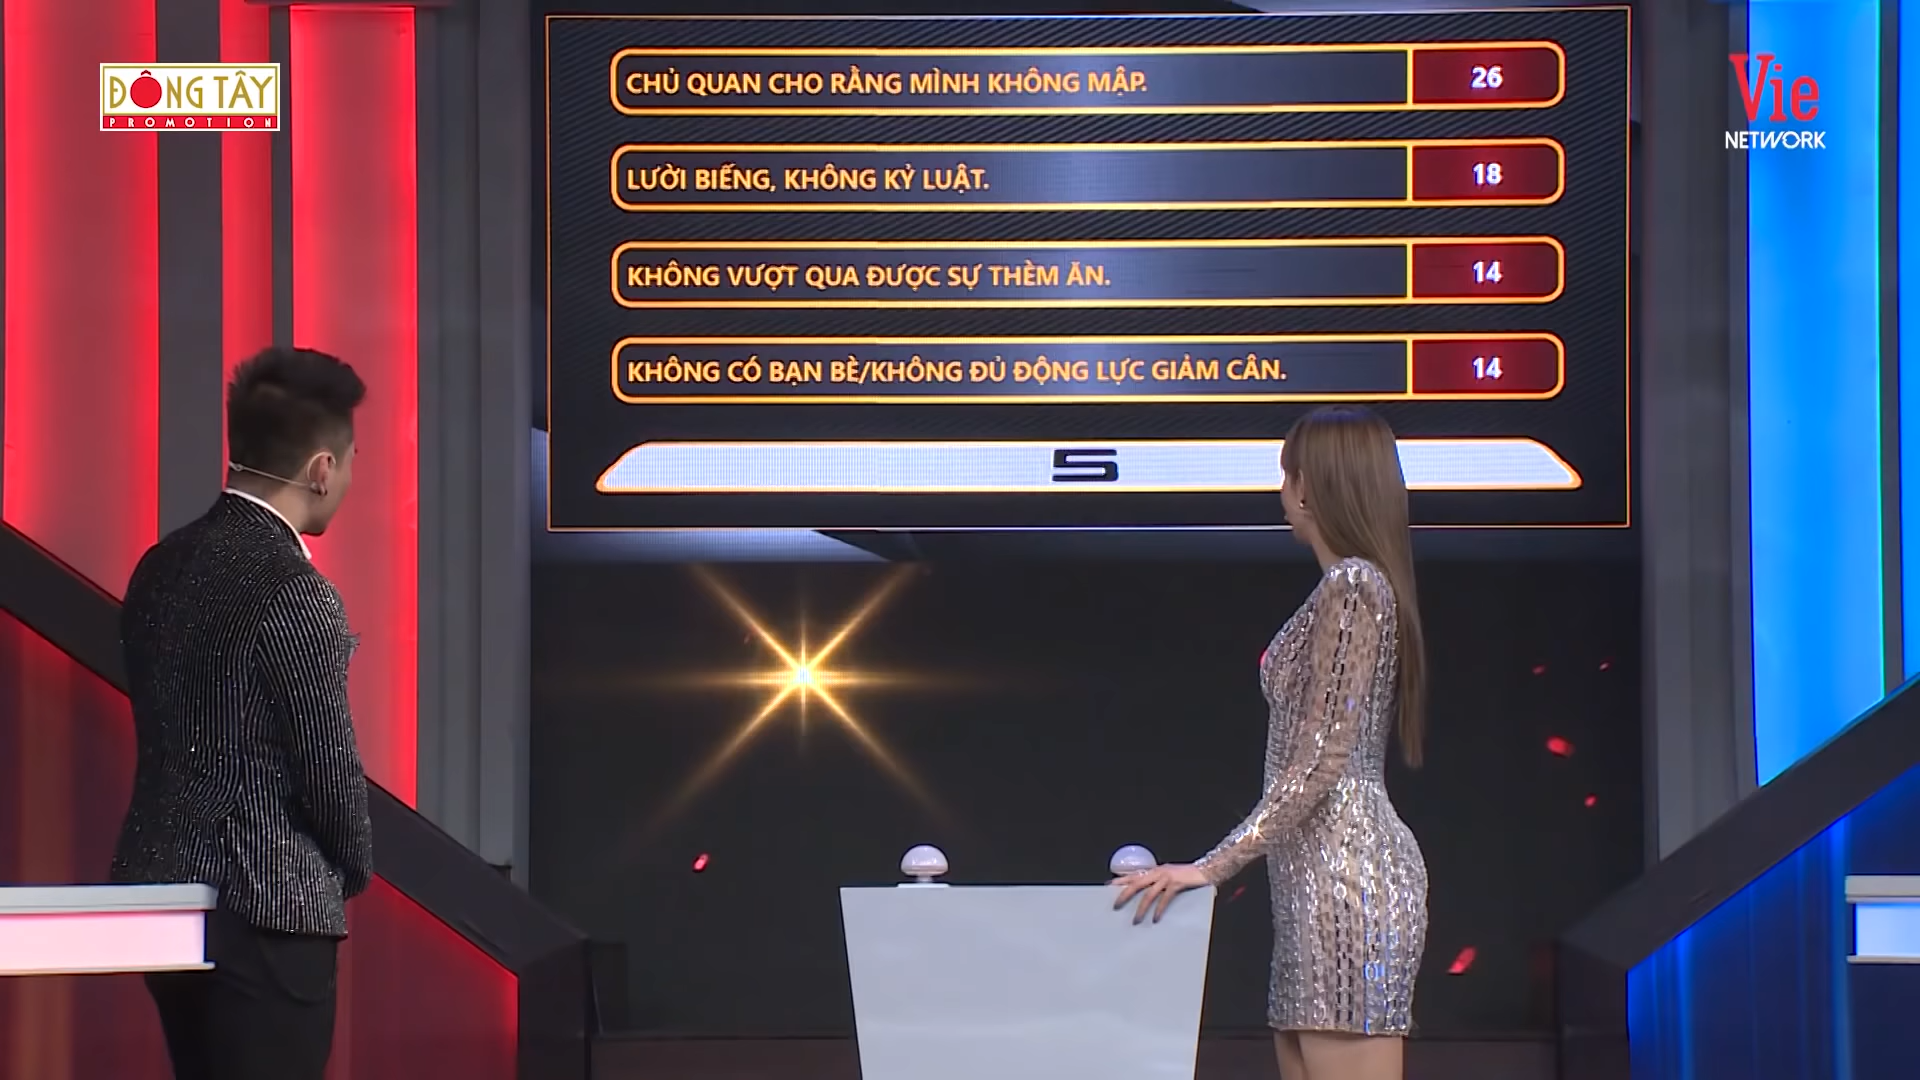 ĐÔNG TÂY
PROMOTION
CHỦ QUAN CHO RẰNG MÌNH KHÔNG MẬP. 26
LƯỜI BIẾNG, KHÔNG KỶ LUẬT. 18
KHÔNG VƯỢT QUA ĐƯỢC SỰ THÈM ĂN. 14
KHÔNG CÓ BẠN BÈ/KHÔNG ĐỦ ĐỘNG LỰC GIẢM CÂN. 14
5
Vie
NETWORK